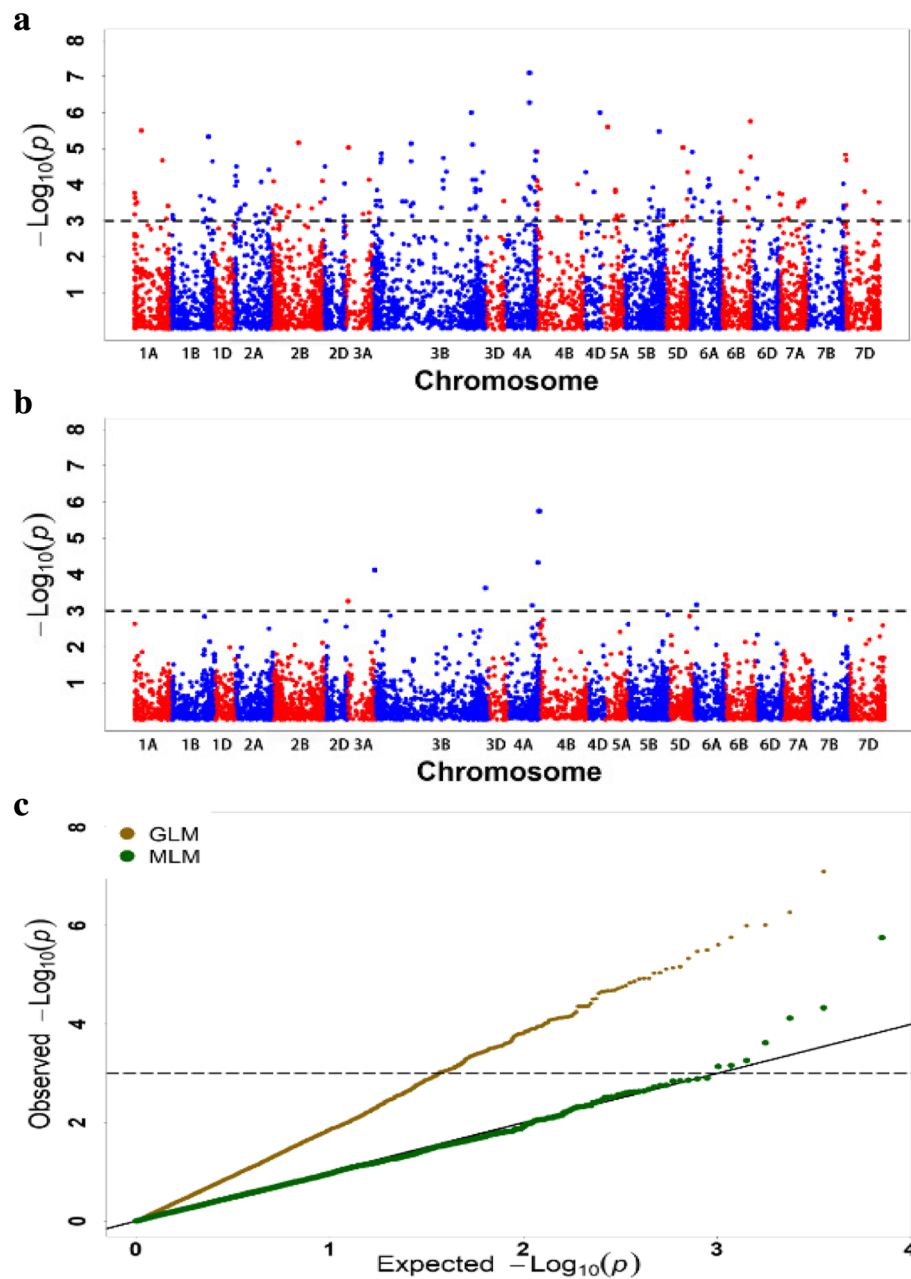 a
8
7
6
5
4
3
2
1
−Log10(p)
1A 1B 1D 2A 2B 2D 3A 3B 3D 4A 4B 4D 5A 5B 5D 6A 6B 6D 7A 7B 7D
Chromosome
b
8
7
6
5
4
3
2
1
−Log10(p)
1A 1B 1D 2A 2B 2D 3A 3B 3D 4A 4B 4D 5A 5B 5D 6A 6B 6D 7A 7B 7D
Chromosome
c
GLM
MLM
8
6
4
2
0
Observed −Log10(p)
0 1 2 3 4
Expected −Log10(p)